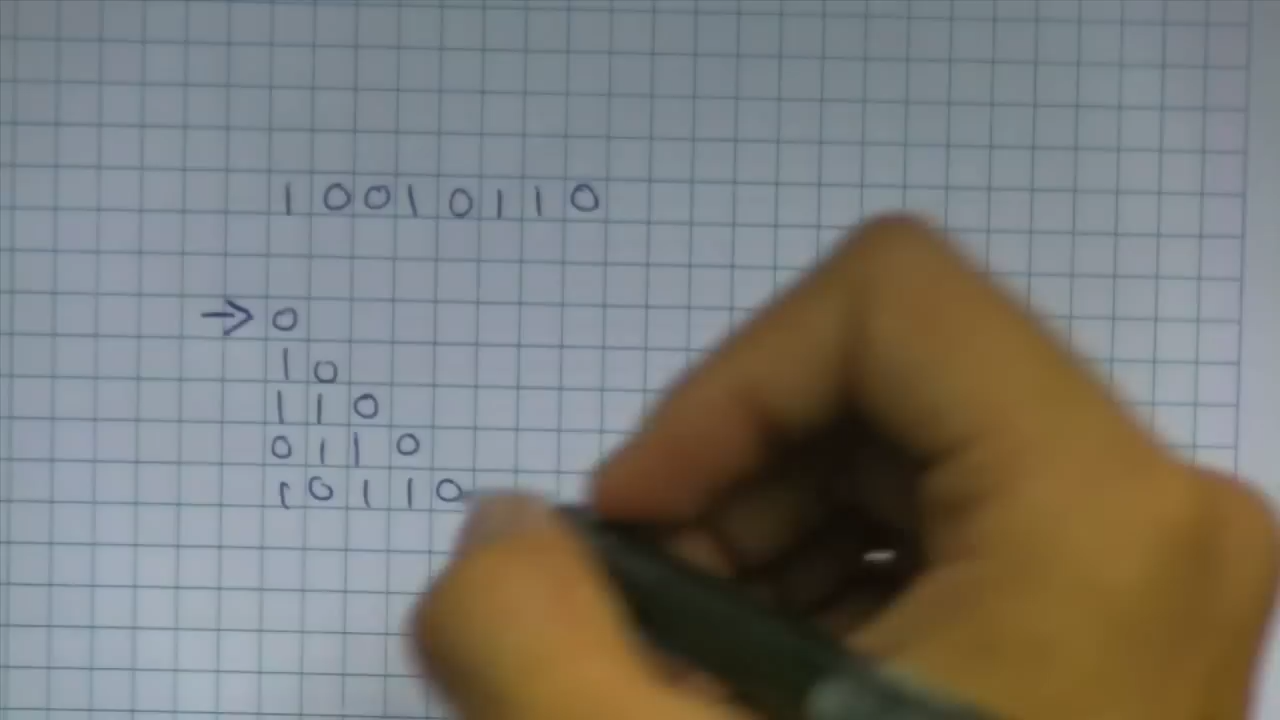 1 0 0 1 0 1 1 0
→ 0
1 0
1 1 0
0 1 1 0
1 0 1 1 0